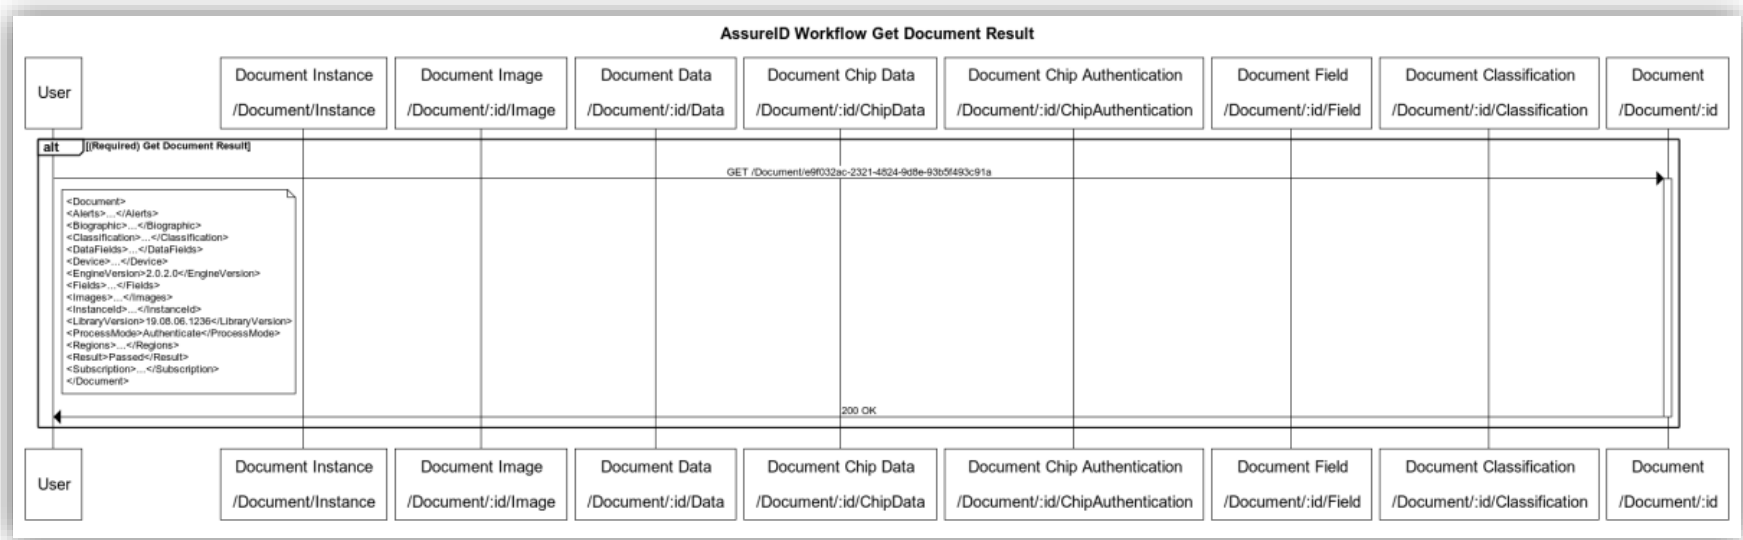 AssureID Workflow Get Document Result
User
Document Instance
/Document/Instance
Document Image
/Document/:id/Image
Document Data
/Document/:id/Data
Document Chip Data
/Document/:id/ChipData
Document Chip Authentication
/Document/:id/ChipAuthentication
Document Field
/Document/:id/Field
Document Classification
/Document/:id/Classification
Document
/Document/:id
alt
[(Required) Get Document Result]
GET /Document/e9f032ac-2321-4824-9d8e-93b5f493c91a
<Document>
<Alerts>...</Alerts>
<Biographic>...</Biographic>
<Classification>...</Classification>
<DataFields>...</DataFields>
<Device>...</Device>
<EngineVersion>2.0.2.0</EngineVersion>
<Fields>...</Fields>
<Images>...</Images>
<InstanceId>...</InstanceId>
<LibraryVersion>19.08.06.1236</LibraryVersion>
<ProcessMode>Authenticate</ProcessMode>
<Regions>...</Regions>
<Result>Passed</Result>
<Subscription>...</Subscription>
</Document>
200 OK
User
Document Instance
/Document/Instance
Document Image
/Document/:id/Image
Document Data
/Document/:id/Data
Document Chip Data
/Document/:id/ChipData
Document Chip Authentication
/Document/:id/ChipAuthentication
Document Field
/Document/:id/Field
Document Classification
/Document/:id/Classification
Document
/Document/:id